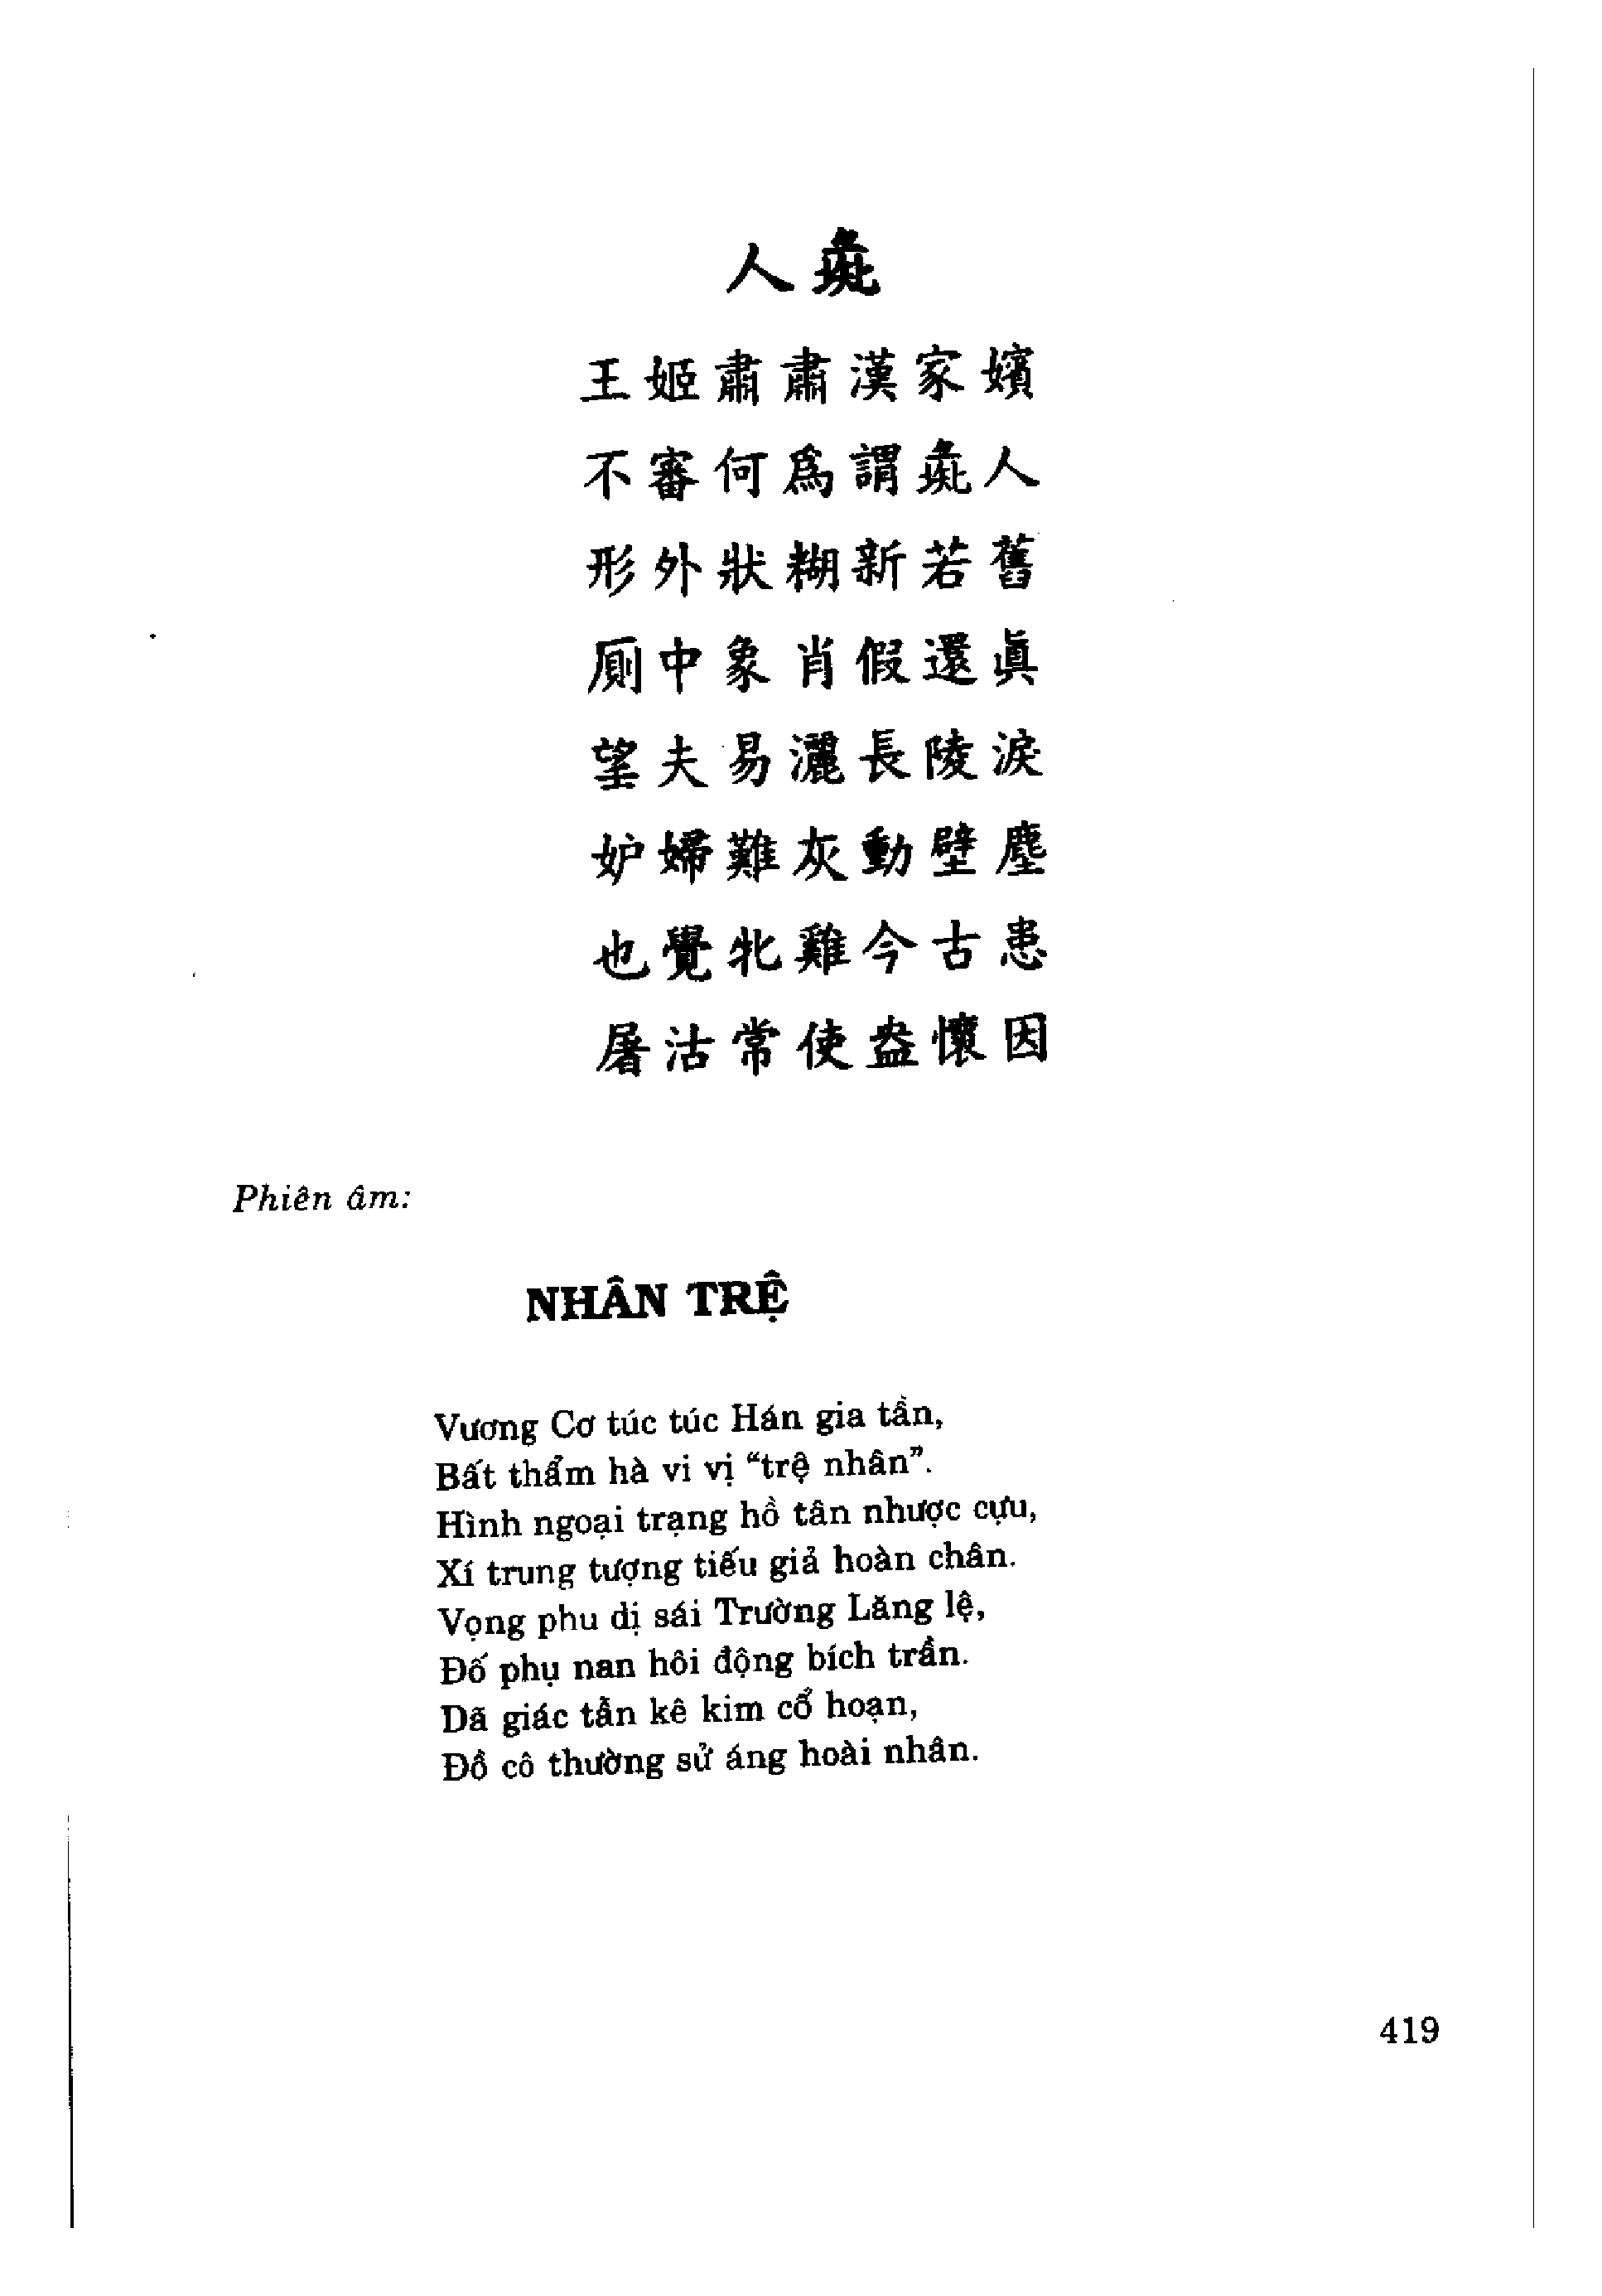 人彘
王姬肅肅漢家嬪
不審何爲謂彘人
形外狀糊新若舊
厠中象肖假還眞
望夫易灑長陵淚
妒婦難灰動壁塵
也覺牝雞今古患
屠沽常使盎懷因
Phiên âm:
NHÂN TRỆ
Vương Cơ túc túc Hán gia tần,
Bất thẩm hà vi vị “trệ nhân”.
Hình ngoại trạng hồ tân nhược cựu,
Xí trung tượng tiếu giả hoàn chân.
Vọng phu dị sái Trường Lăng lệ,
Đố phụ nan hôi động bích trần.
Dã giác tẫn kê kim cổ hoạn,
Đồ cô thường sử áng hoài nhân.
419